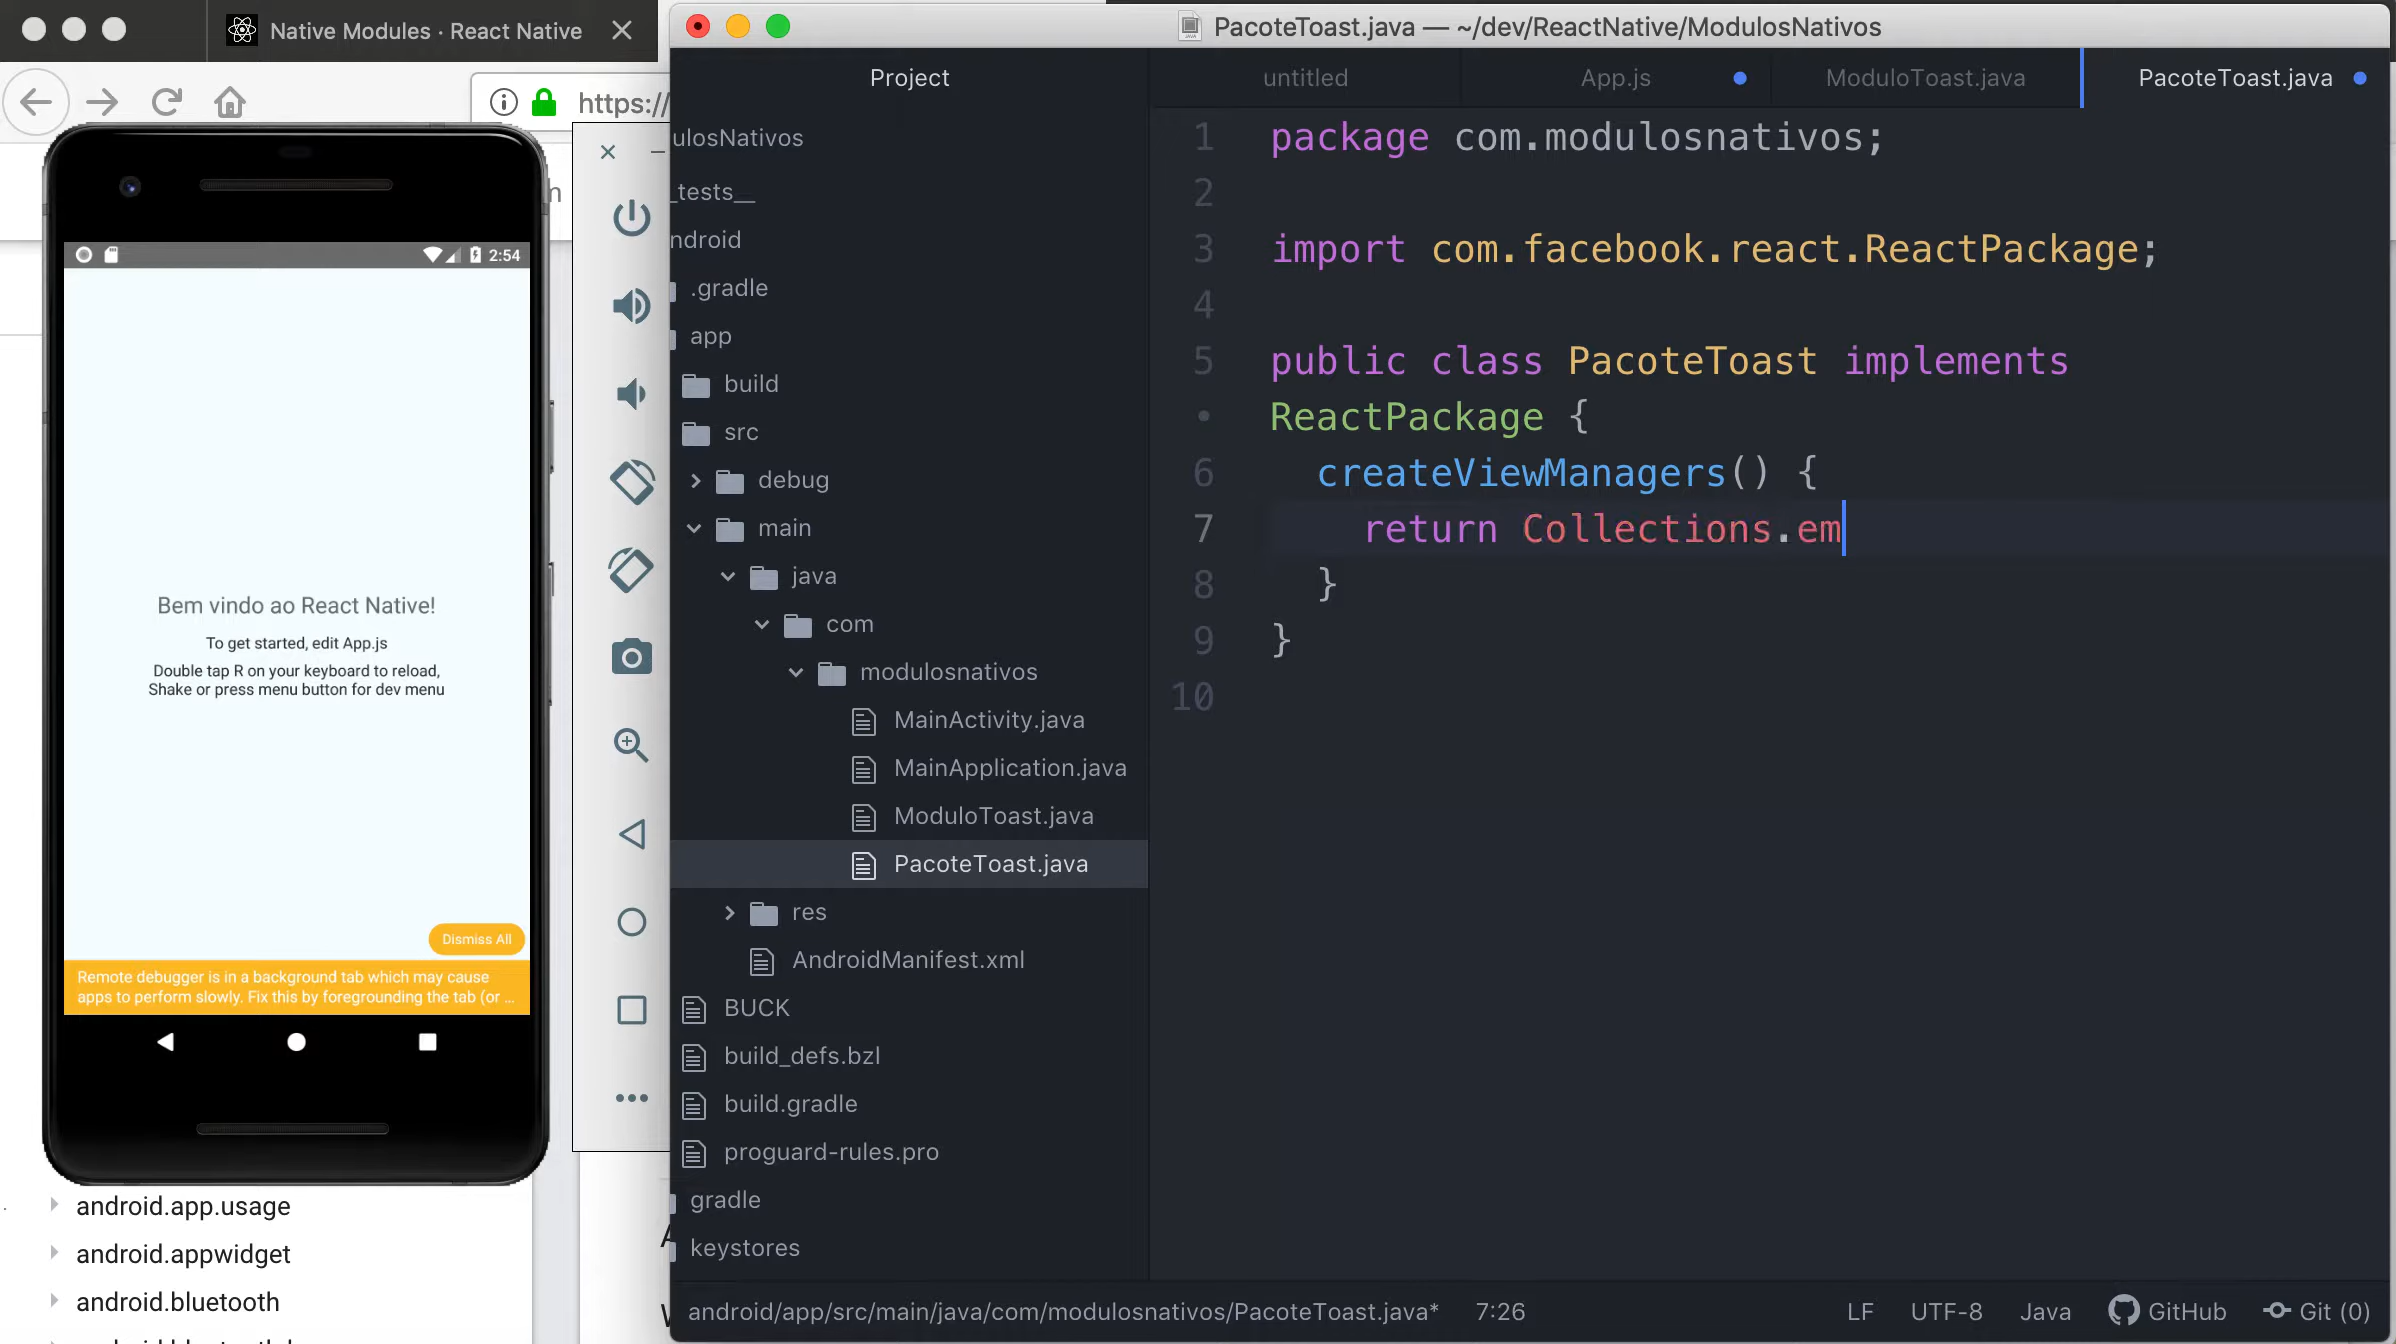 Native Modules · React Native
https://
2:54
Bem vindo ao React Native!
To get started, edit App.js
Double tap R on your keyboard to reload,
Shake or press menu button for dev menu
Dismiss All
Remote debugger is in a background tab which may cause
apps to perform slowly. Fix this by foregrounding the tab (or ...
android.app.usage
android.appwidget
android.bluetooth
PacoteToast.java — ~/dev/ReactNative/ModulosNativos
Project
untitled
App.js
ModuloToast.java
PacoteToast.java
ulosNativos
_tests__
ndroid
.gradle
app
build
src
debug
main
java
com
modulosnativos
MainActivity.java
MainApplication.java
ModuloToast.java
PacoteToast.java
res
AndroidManifest.xml
BUCK
build_defs.bzl
build.gradle
proguard-rules.pro
gradle
keystores
1 package com.modulosnativos;
2
3 import com.facebook.react.ReactPackage;
4
5 public class PacoteToast implements
• ReactPackage {
6 createViewManagers() {
7 return Collections.em
8 }
9 }
10
android/app/src/main/java/com/modulosnativos/PacoteToast.java* 7:26
LF UTF-8 Java GitHub Git (0)